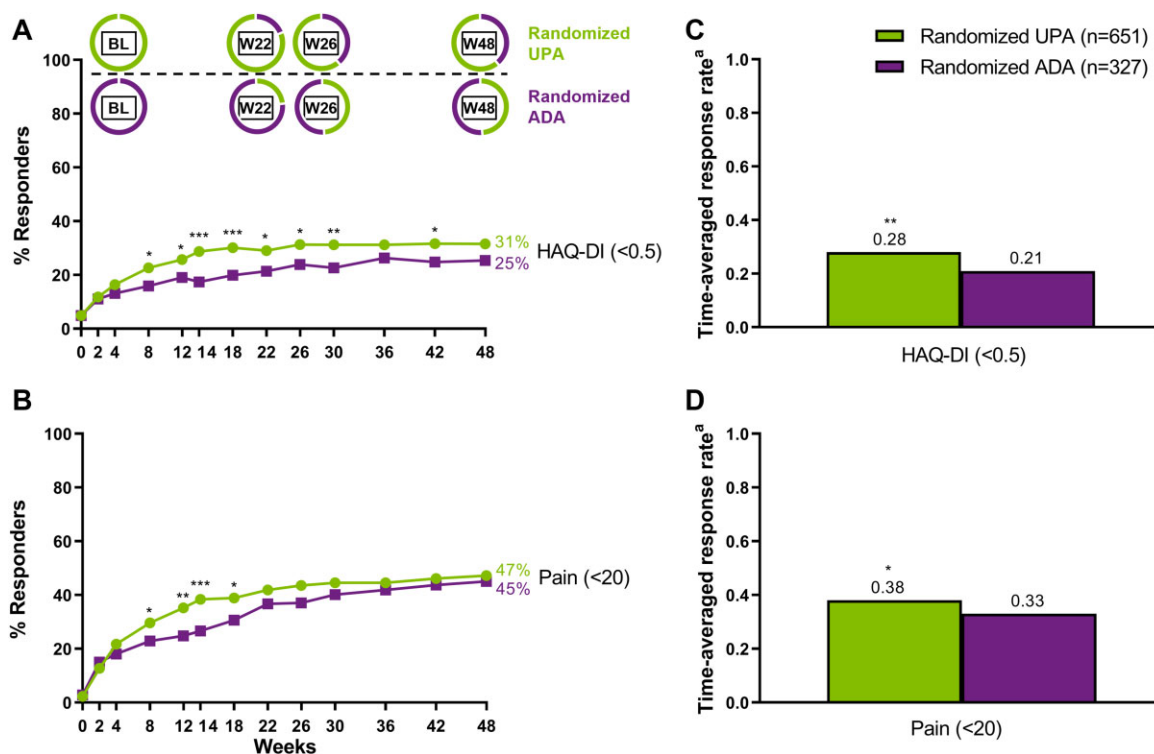 A
BL
W22
W26
W48
Randomized
UPA
BL
W22
W26
W48
Randomized
ADA
% Responders
100
80
60
40
20
0
* * *** *** * * ** *
31%
25%
HAQ-DI (<0.5)
0 2 4 8 12 14 18 22 26 30 36 42 48
B
% Responders
100
80
60
40
20
0
* ** *** *
47%
45%
Pain (<20)
0 2 4 8 12 14 18 22 26 30 36 42 48
Weeks
C
Randomized UPA (n=651)
Randomized ADA (n=327)
Time-averaged response rateᵃ
1.0
0.8
0.6
0.4
0.2
0.0
**
0.28
0.21
HAQ-DI (<0.5)
D
Time-averaged response rateᵃ
1.0
0.8
0.6
0.4
0.2
0.0
*
0.38
0.33
Pain (<20)